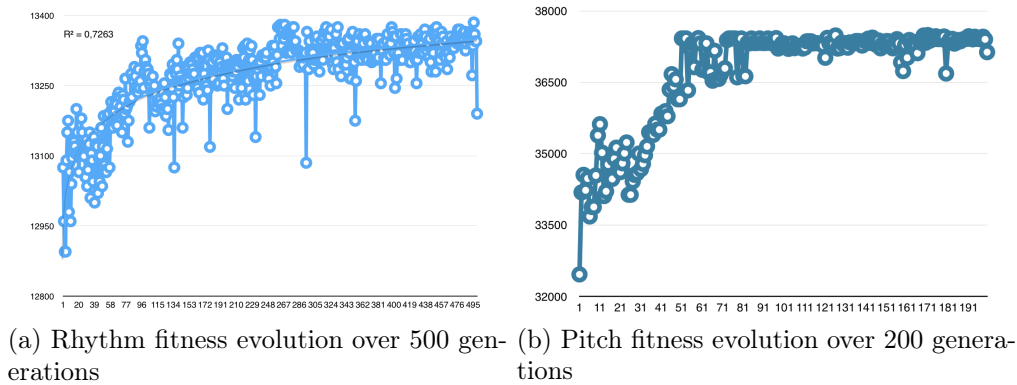 13400
R² = 0,7263
13250
13100
12950
12800
1 20 39 58 77 96 115 134 153 172 191 210 229 248 267 286 305 324 343 362 381 400 419 438 457 476 495
38000
36500
35000
33500
32000
1 11 21 31 41 51 61 71 81 91 101 111 121 131 141 151 161 171 181 191
(a) Rhythm fitness evolution over 500 gen-
erations
(b) Pitch fitness evolution over 200 genera-
tions